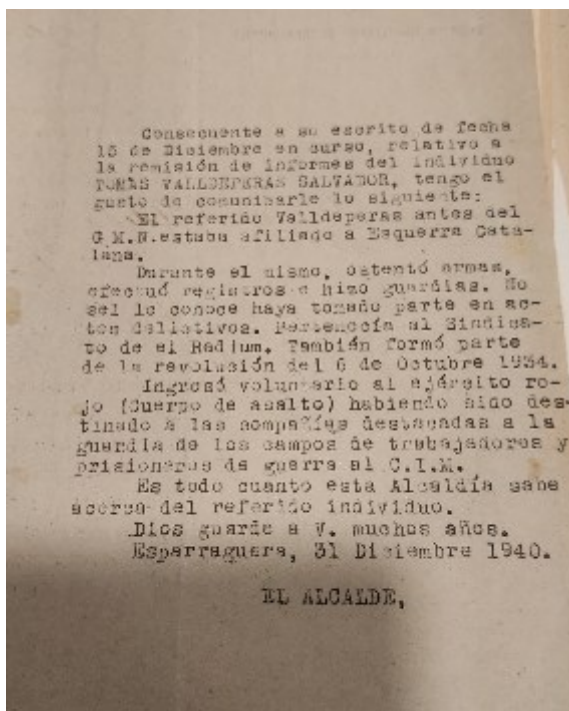 Consecuente a su escrito de fecha
15 de Diciembre en curso, relativo a
la remisión de informes del individuo
TOMAS VALLDEPERAS SALVADOR, tengo el
gusto de comunicarle lo siguiente:
El referido Valldeperas antes del
G.M.N. estaba afiliado a Esquerra Cata-
lana.
Durante el mismo, ostentó armas,
efectuó registros e hizo guardias. No
sel le conoce haya tomado parte en ac-
tos delictivos. Pertenecía al Sindica-
to de el Radium. También formó parte
de la revolución del 6 de Octubre 1934.
Ingresó voluntario al ejército ro-
jo (Cuerpo de asalto) habiendo sido des-
tinado a las compañías destacadas a la
guardia de los campos de trabajadores y
prisioneros de guerra al C.I.M.
Es todo cuanto esta Alcaldía sabe
acerca del referido individuo.
Dios guarde a V. muchos años.
Esparraguera, 31 Diciembre 1940.
EL ALCALDE,